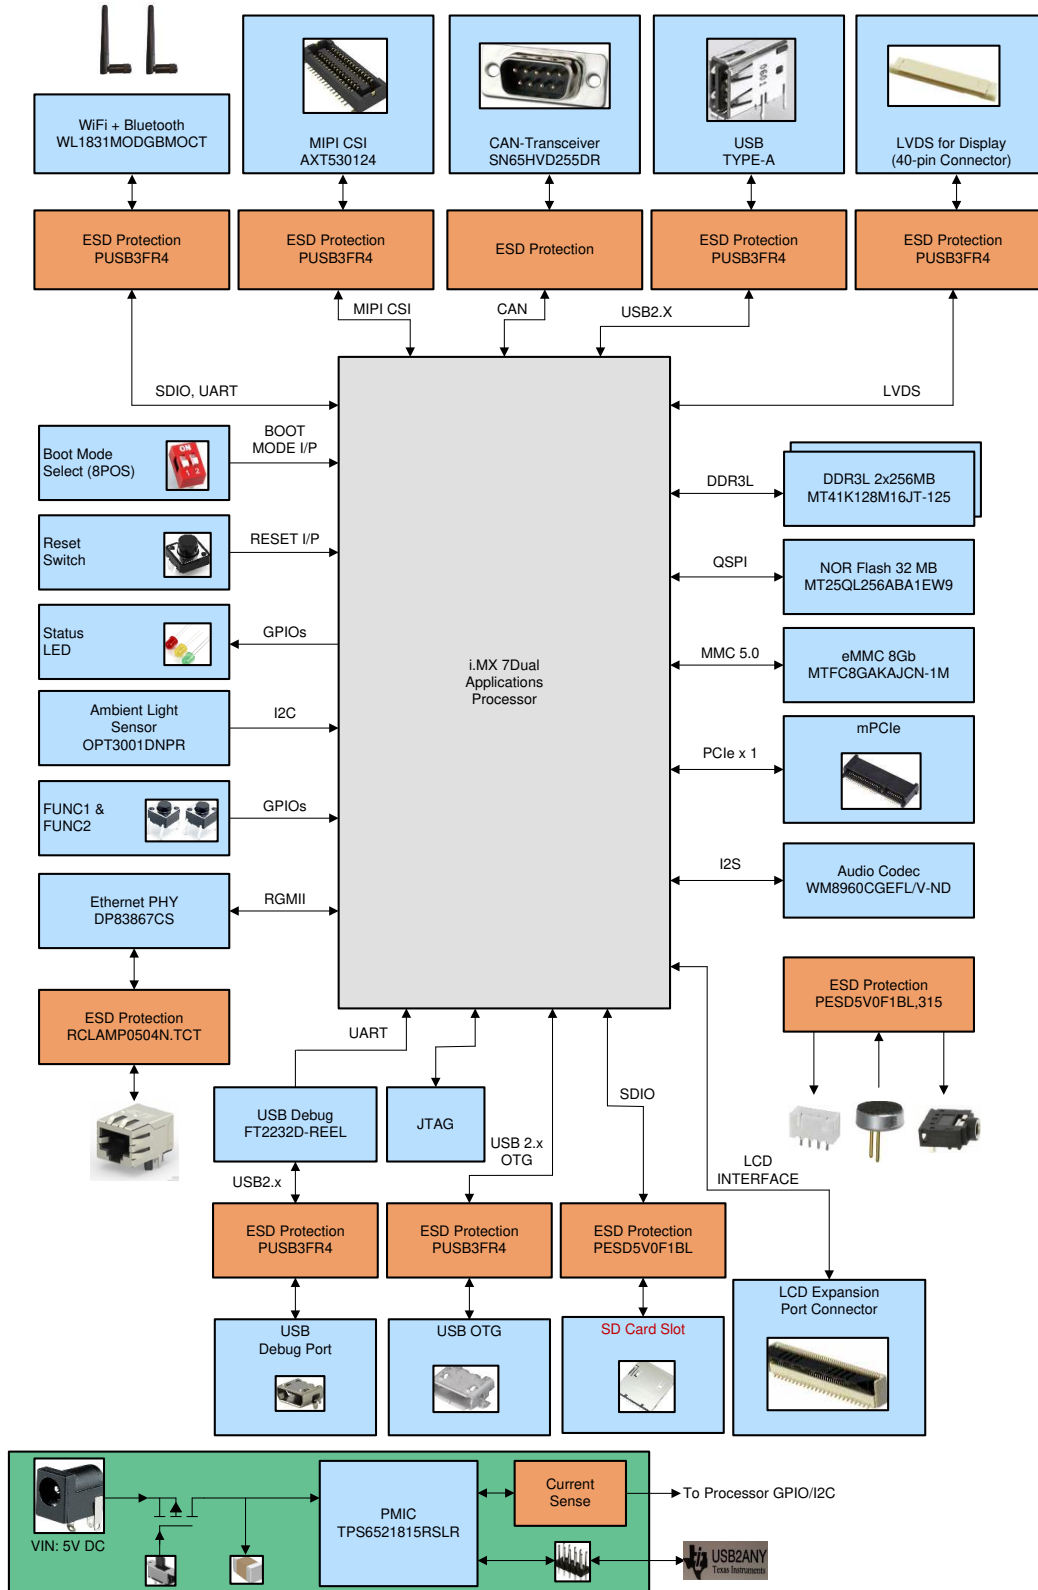 WiFi + Bluetooth
WL1831MODGBMOCT
MIPI CSI
AXT530124
CAN-Transceiver
SN65HVD255DR
0601
USB
TYPE-A
LVDS for Display
(40-pin Connector)
ESD Protection
PUSB3FR4
ESD Protection
PUSB3FR4
ESD Protection
ESD Protection
PUSB3FR4
ESD Protection
PUSB3FR4
MIPI CSI
CAN
USB2.X
SDIO, UART
LVDS
Boot Mode
Select (8POS)
ON
1 2
BOOT
MODE I/P
Reset
Switch
RESET I/P
Status
LED
GPIOs
Ambient Light
Sensor
OPT3001DNPR
I2C
FUNC1 &
FUNC2
GPIOs
Ethernet PHY
DP83867CS
RGMII
ESD Protection
RCLAMP0504N.TCT
i.MX 7Dual
Applications
Processor
DDR3L
DDR3L 2x256MB
MT41K128M16JT-125
QSPI
NOR Flash 32 MB
MT25QL256ABA1EW9
MMC 5.0
eMMC 8Gb
MTFC8GAKAJCN-1M
PCIe x 1
mPCIe
I2S
Audio Codec
WM8960CGEFL/V-ND
ESD Protection
PESD5V0F1BL,315
UART
USB Debug
FT2232D-REEL
JTAG
USB 2.x
OTG
SDIO
LCD
INTERFACE
USB2.x
ESD Protection
PUSB3FR4
ESD Protection
PUSB3FR4
ESD Protection
PESD5V0F1BL
USB
Debug Port
USB OTG
SD Card Slot
LCD Expansion
Port Connector
VIN: 5V DC
PMIC
TPS6521815RSLR
Current
Sense
To Processor GPIO/I2C
USB2ANY
Texas Instruments